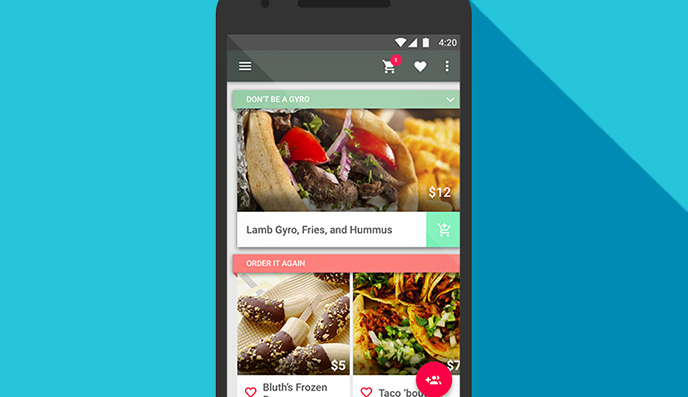 4:20
1
DON'T BE A GYRO
$12
Lamb Gyro, Fries, and Hummus
ORDER IT AGAIN
$5
$7
Bluth's Frozen
Taco 'bou